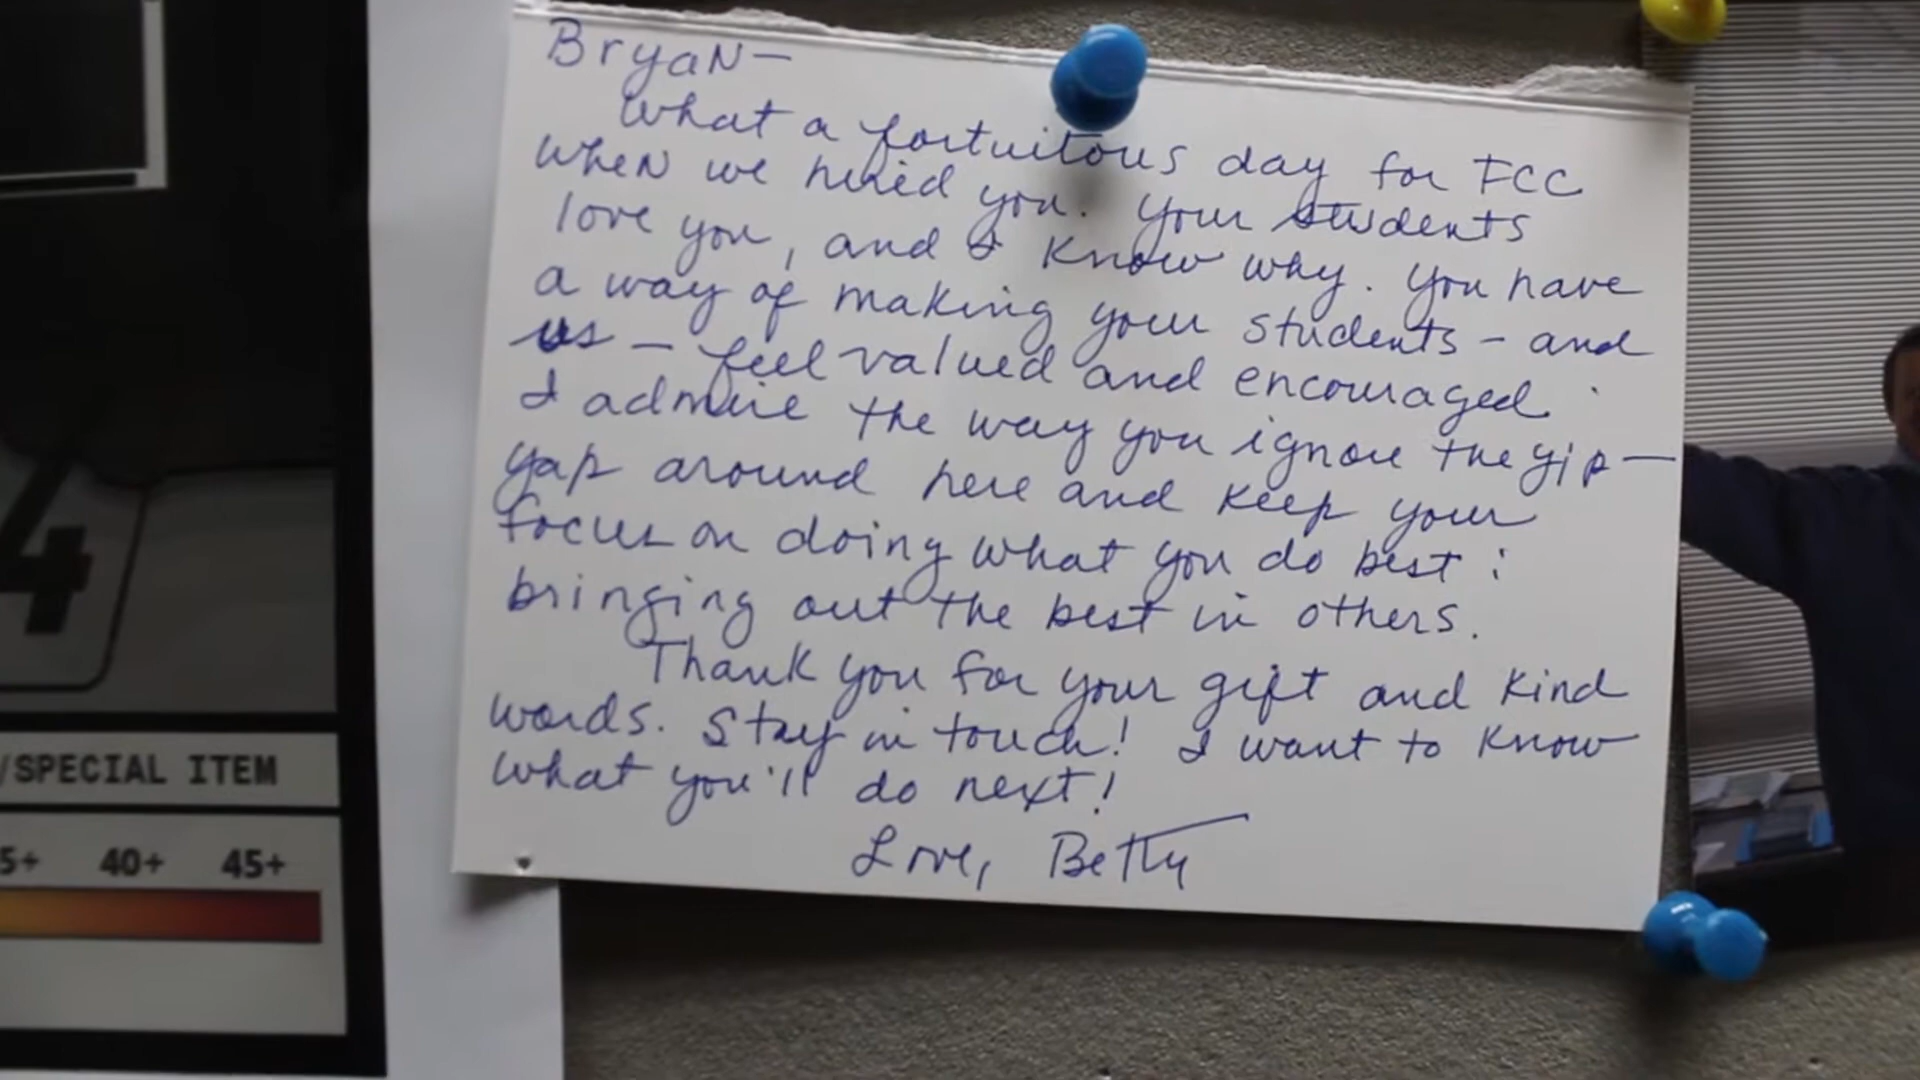 Bryan—
What a fortuitous day for FCC
when we hired you. Your students
love you, and I know why. You have
a way of making your students - and
us — feel valued and encouraged.
I admire the way you ignore the yip—
yap around here and keep your
focus on doing what you do best:
bringing out the best in others.
Thank you for your gift and kind
words. Stay in touch! I want to know
what you'll do next!
Love, Betty
4
/SPECIAL ITEM
5+ 40+ 45+